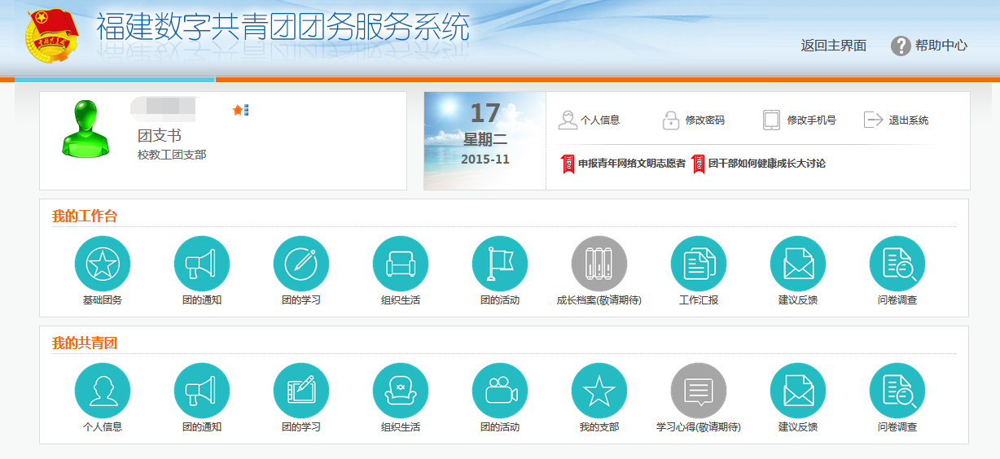 福建数字共青团团务服务系统
返回主界面
? 帮助中心
团支书
校教工团支部
17
星期二
2015-11
个人信息
修改密码
修改手机号
退出系统
NEW 申报青年网络文明志愿者
NEW 团干部如何健康成长大讨论
我的工作台
基础团务
团的通知
团的学习
组织生活
团的活动
成长档案(敬请期待)
工作汇报
建议反馈
问卷调查
我的共青团
个人信息
团的通知
团的学习
组织生活
团的活动
我的支部
学习心得(敬请期待)
建议反馈
问卷调查